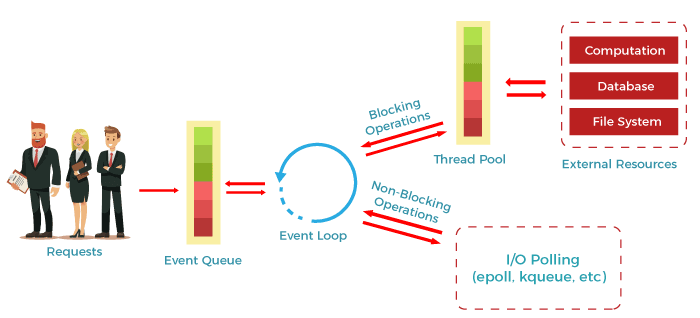 Requests
Event Queue
Event Loop
Blocking
Operations
Non-Blocking
Operations
Thread Pool
Computation
Database
File System
External Resources
I/O Polling
(epoll, kqueue, etc)